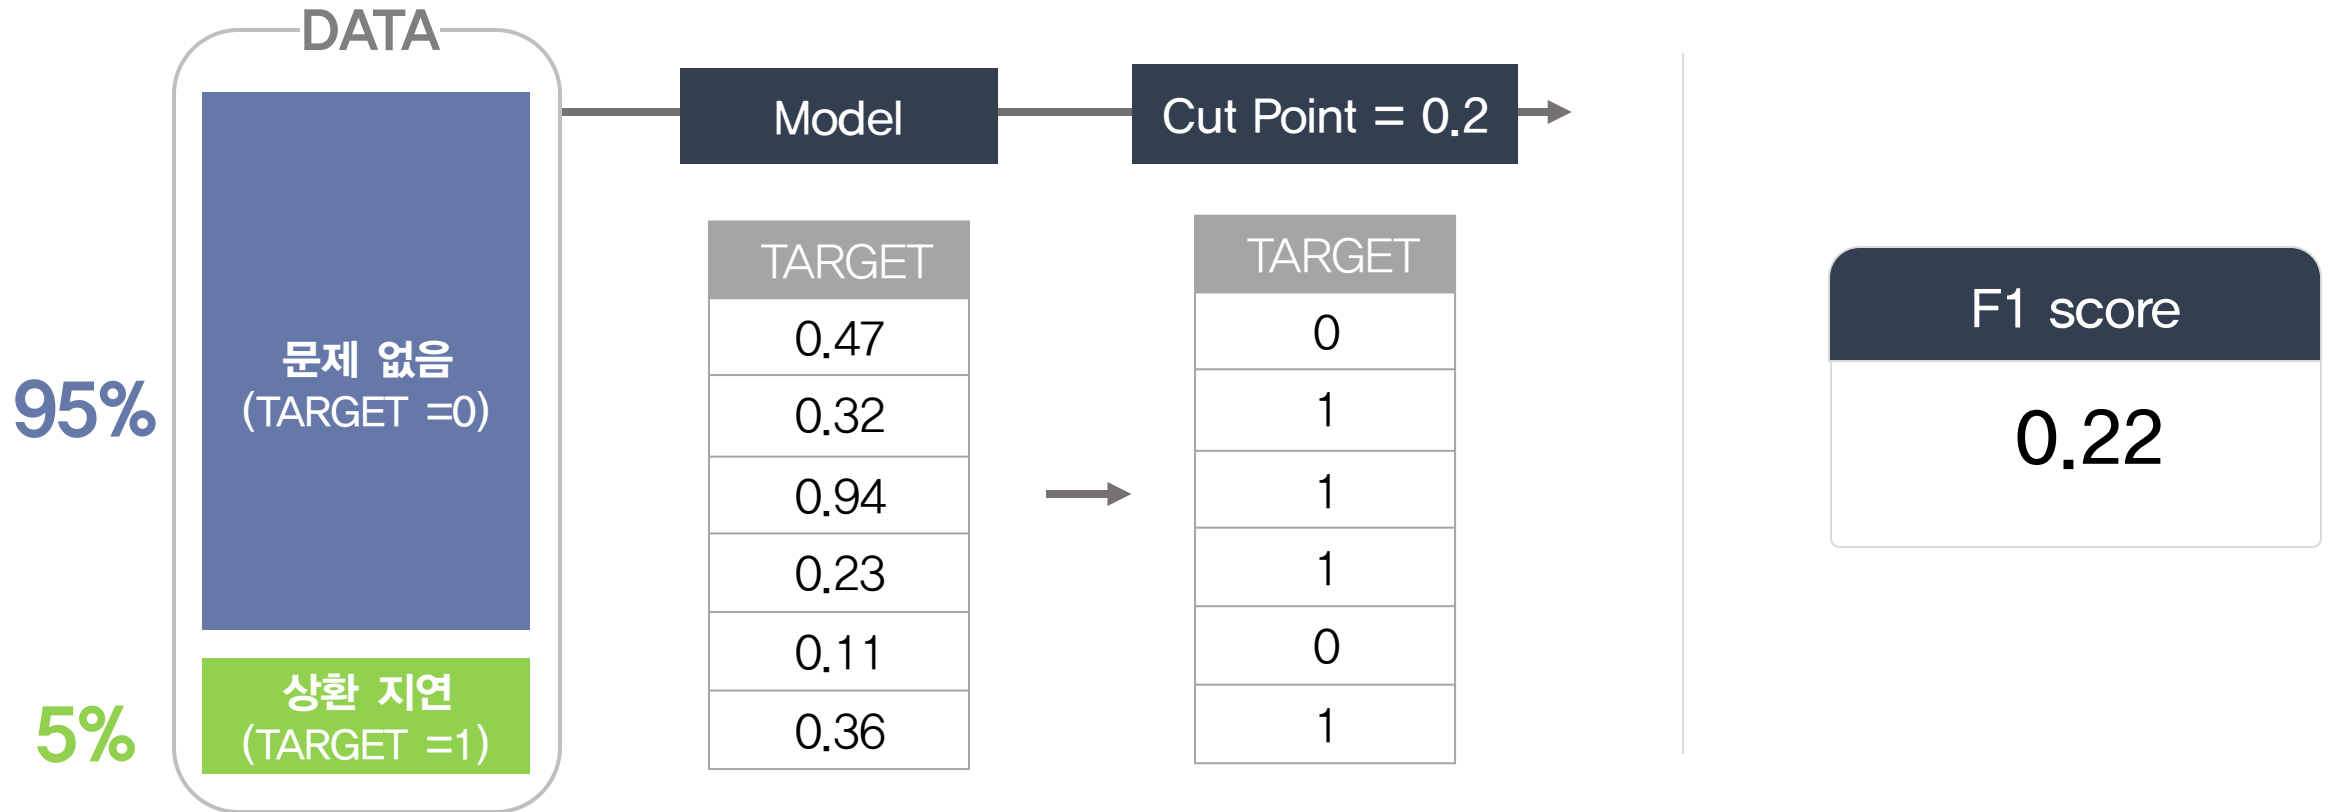 DATA
95%
문제 없음
(TARGET =0)
5%
상환 지연
(TARGET =1)
Model
TARGET
0.47
0.32
0.94
0.23
0.11
0.36
Cut Point = 0.2
TARGET
0
1
1
1
0
1
F1 score
0.22